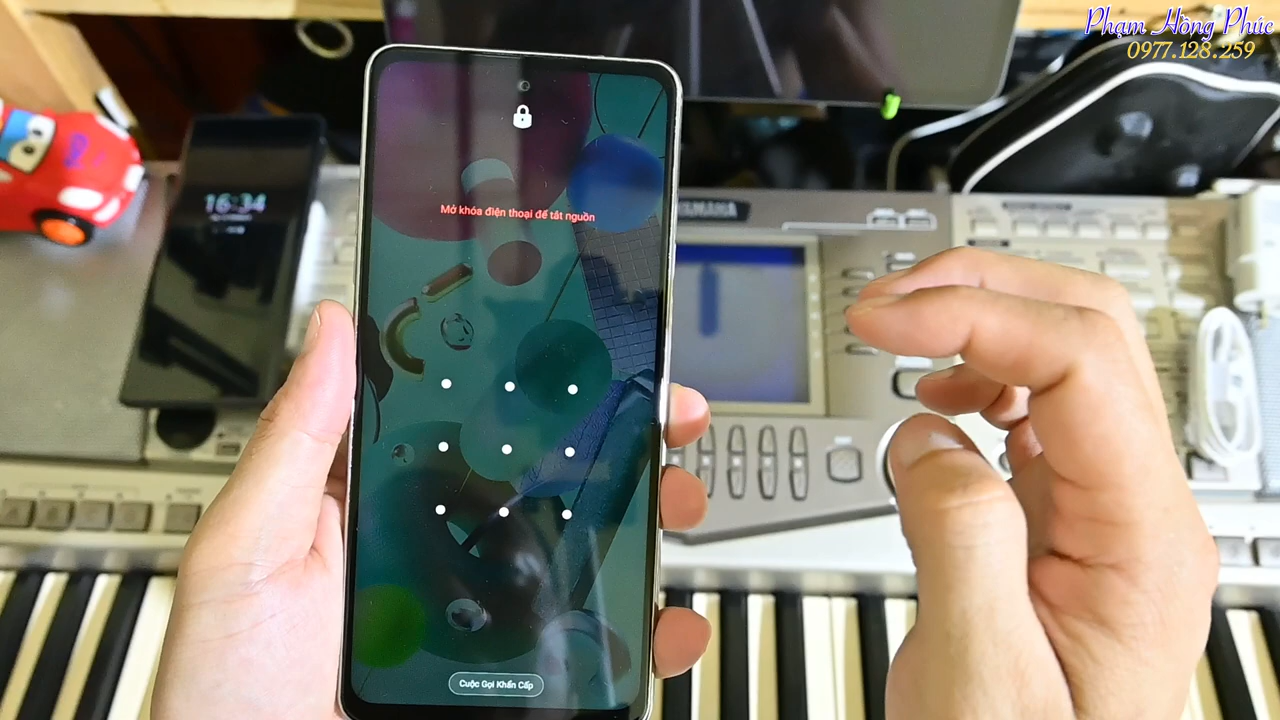 Phạm Hồng Phúc
0977.128.259
16:34
Mở khóa điện thoại để tắt nguồn
YAMAHA
Cuộc Gọi Khẩn Cấp